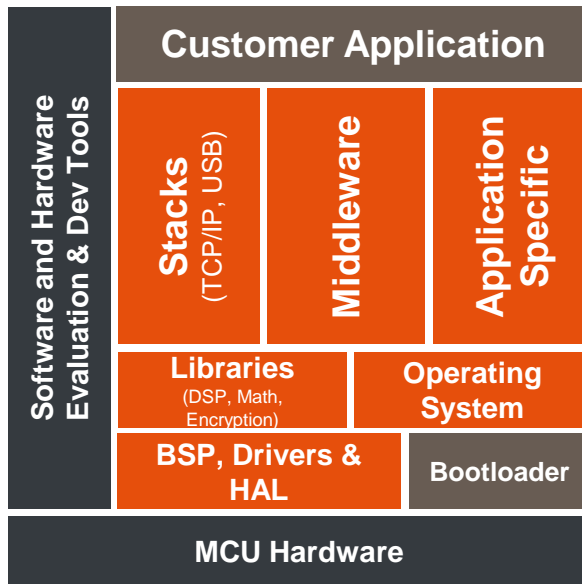 Customer Application
Software and Hardware
Evaluation & Dev Tools
Stacks
(TCP/IP, USB)
Middleware
Application
Specific
Libraries
(DSP, Math,
Encryption)
Operating
System
BSP, Drivers &
HAL
Bootloader
MCU Hardware